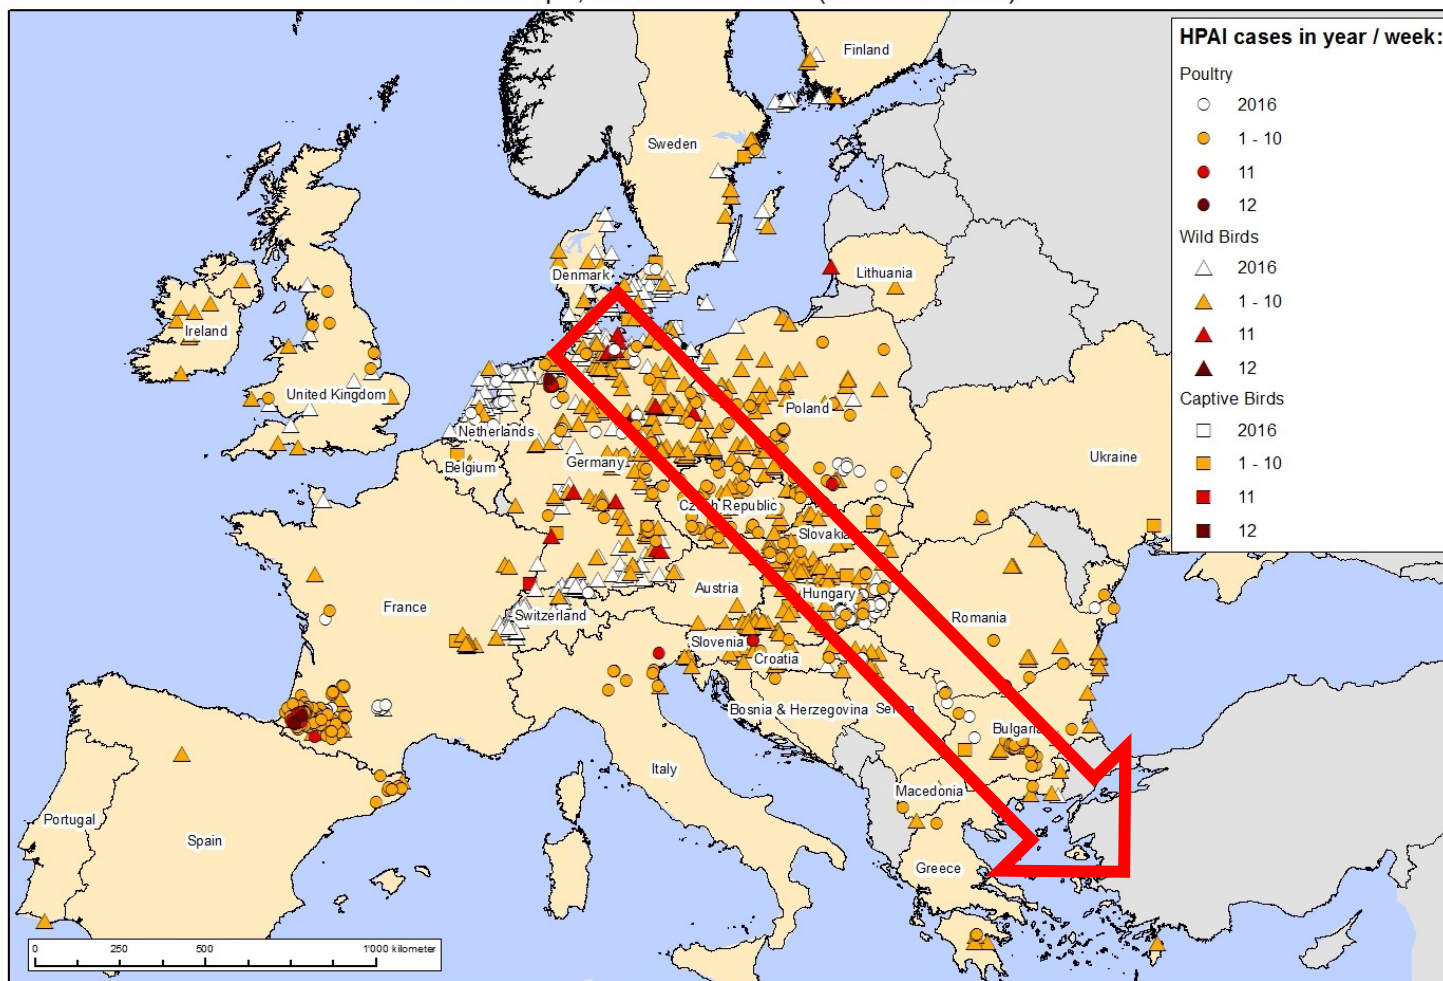 HPAI cases in year / week:
Poultry
2016
1 - 10
11
12
Wild Birds
2016
1 - 10
11
12
Captive Birds
2016
1 - 10
11
12
Finland
Sweden
Denmark
Lithuania
Ireland
United Kingdom
Netherlands
Belgium
Germany
Poland
Ukraine
Czech Republic
Slovakia
France
Austria
Hungary
Switzerland
Romania
Slovenia
Croatia
Bosnia & Herzegovina
Bulgaria
Italy
Macedonia
Portugal
Spain
Greece
0 250 500 1'000 kilometer